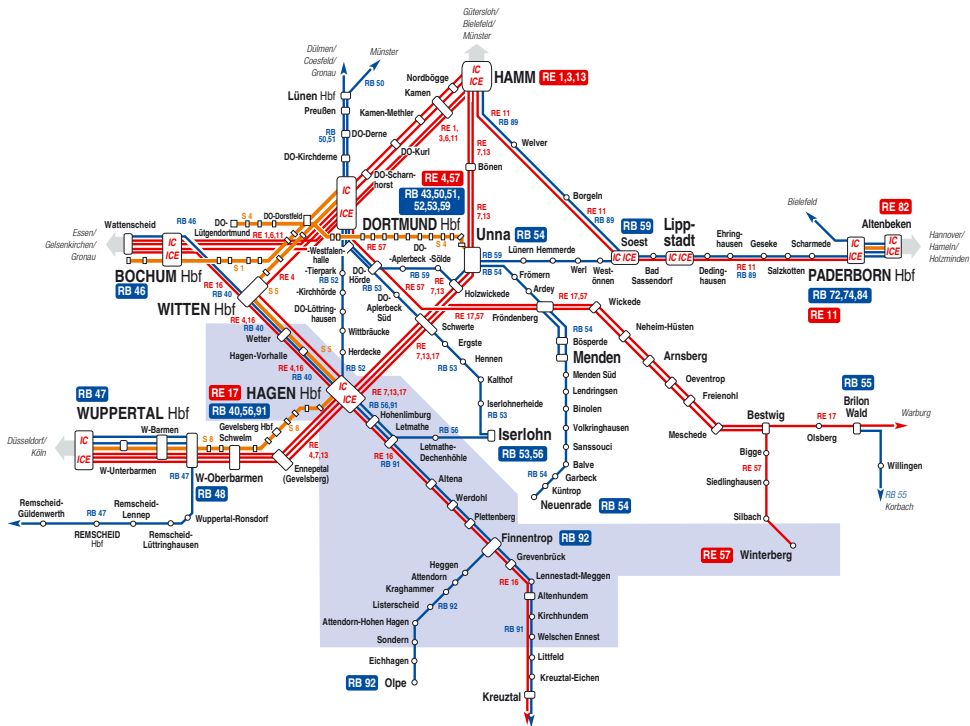 Gütersloh/
Bielefeld/
Münster
Dülmen/
Coesfeld/
Gronau
Münster
RB 50
Nordbögge
Kamen
IC
ICE
HAMM
RE 1,3,13
Lünen Hbf
Preußen
Kamen-Methler
RE 11
RB 89
RB
50,51
DO-Derne
RE 1,
3,6,11
RE
7,13
Welver
DO-Kirchderne
DO-Kurl
Bönen
DO-Scharn-
horst
IC
ICE
RE 4,57
RB 43,50,51,
52,53,59
Borgeln
RE
7,13
RE 11
RB 89
Bielefeld
RE 82
Altenbeken
Essen/
Gelsenkirchen/
Gronau
Wattenscheid
RB 46
S 4
DO-
Lütgendortmund
DO-Dorstfeld
DORTMUND Hbf
Unna
RB 54
RB 59
Soest
Lipp-
stadt
Ehring-
hausen
Geseke
Scharmede
Hannover/
Hameln/
Holzminden
IC
ICE
RE 1,6,11
S 1
BOCHUM Hbf
RB 46
RE 16
RB 40
RE 4
S 5
WITTEN Hbf
-Westfalen-
halle
-Tierpark
RB 52
-Kirchhörde
DO-Löttring-
hausen
Wittbräucke
Herdecke
RB 52
RE 57
S 4
DO-
Hörde
RB 53
-Aplerbeck
-Sölde
RB 59
RE 57
RE
7,13
DO-
Aplerbeck
Süd
Holzwickede
RB 59
RB 54
Lünern
Hemmerde
Werl
West-
önnen
IC ICE
Bad
Sassendorf
IC ICE
Deding-
hausen
RE 11
RB 89
Salzkotten
IC
ICE
IC
ICE
PADERBORN Hbf
RB 72,74,84
RE 11
Frömern
Ardey
RE 17,57
RE 17,57
Fröndenberg
Wickede
Neheim-Hüsten
Arnsberg
Oeventrop
Freienohl
Meschede
Bestwig
RE 17
Olsberg
RB 55
Brilon
Wald
Warburg
Willingen
RB 55
Korbach
Bigge
RE 57
Siedlinghausen
Silbach
RE 57
Winterberg
RE 4,16
RB 40
Wetter
S 5
Hagen-Vorhalle
RE 4,16
RB 40
Schwerte
RE
7,13,17
Ergste
Hennen
RB 53
Kalthof
Iserlohnerheide
RB 53
Iserlohn
RB 53,56
RB 54
Bösperde
Menden
Menden Süd
Lendringsen
Binolen
Volkringhausen
Sanssouci
Balve
Garbeck
RB 54
Küntrop
Neuenrade
RB 54
RE 17
HAGEN Hbf
RB 40,56,91
IC
ICE
RE 7,13,17
RB 56,91
Hohenlimburg
Letmathe
RB 56
Letmathe-
Dechenhöhle
RE 16
RB 91
RB 47
WUPPERTAL Hbf
Düsseldorf/
Köln
IC
ICE
W-Barmen
S 8
Gevelsberg Hbf
Schwelm
S 8
W-Unterbarmen
W-Oberbarmen
RE
4,7,13
Ennepetal
(Gevelsberg)
RB 47
RB 48
Remscheid-
Güldenwerth
RB 47
REMSCHEID
Hbf
Remscheid-
Lennep
Remscheid-
Lüttringhausen
Wuppertal-Ronsdorf
Altena
Werdohl
Plettenberg
Finnentrop
RB 92
Grevenbrück
RE 16
Lennestadt-Meggen
Altenhundem
Kirchhundem
RB 91
Welschen Ennest
Littfeld
Kreuztal-Eichen
Kreuztal
Heggen
Attendorn
Kraghammer
Listerscheid
RB 92
Attendorn-Hohen Hagen
Sondern
Eichhagen
RB 92
Olpe